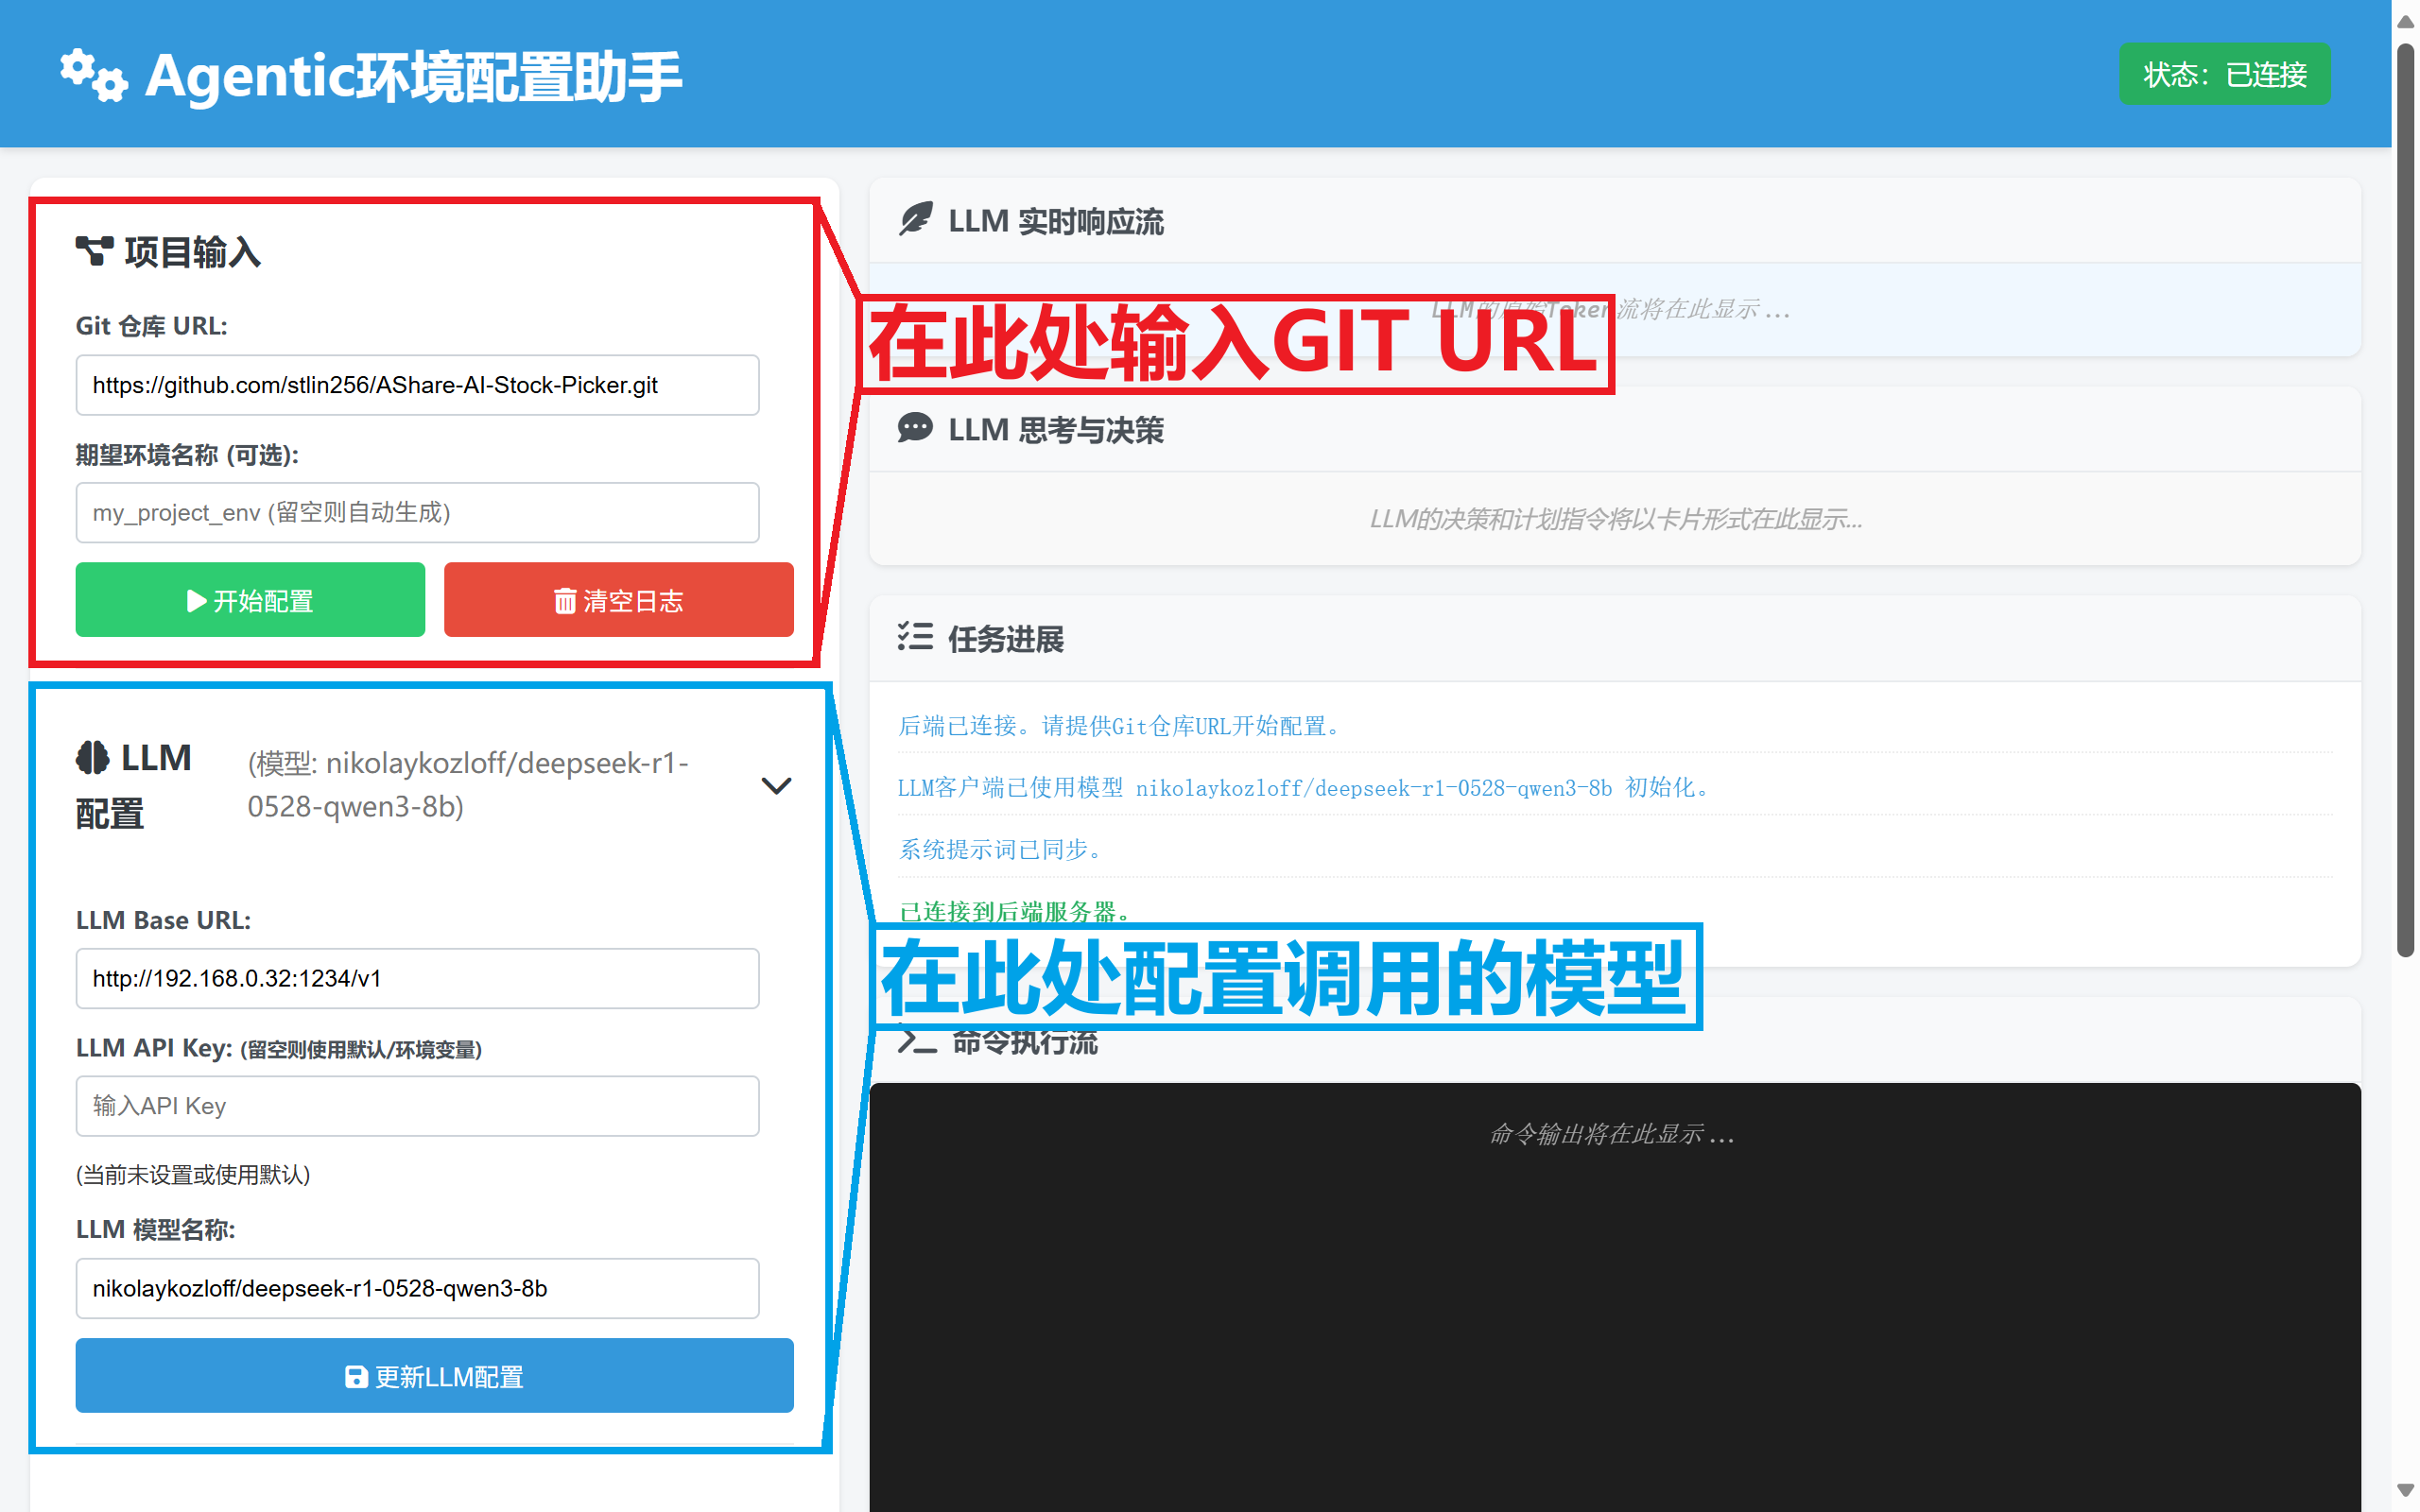 Agentic环境配置助手
状态：已连接
项目输入
Git 仓库 URL:
https://github.com/stlin256/AShare-AI-Stock-Picker.git
期望环境名称 (可选):
my_project_env (留空则自动生成)
开始配置
清空日志
LLM 配置
(模型: nikolaykozloff/deepseek-r1-
0528-qwen3-8b)
LLM Base URL:
http://192.168.0.32:1234/v1
LLM API Key: (留空则使用默认/环境变量)
输入API Key
(当前未设置或使用默认)
LLM 模型名称:
nikolaykozloff/deepseek-r1-0528-qwen3-8b
更新LLM配置
LLM 实时响应流
LLM的原始Token流将在此显示...
在此处输入GIT URL
LLM 思考与决策
LLM的决策和计划指令将以卡片形式在此显示...
任务进展
后端已连接。请提供Git仓库URL开始配置。
LLM客户端已使用模型 nikolaykozloff/deepseek-r1-0528-qwen3-8b 初始化。
系统提示词已同步。
已连接到后端服务器。
在此处配置调用的模型
命令执行流
命令输出将在此显示...